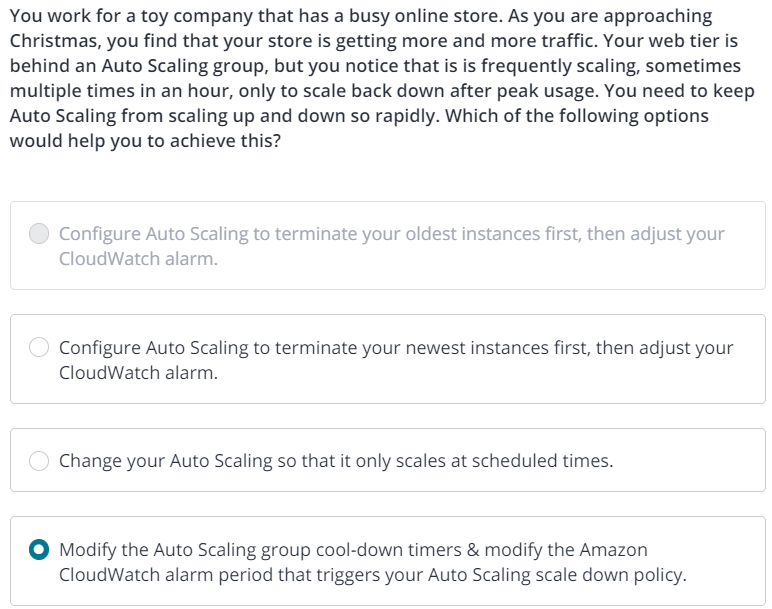 You work for a toy company that has a busy online store. As you are approaching
Christmas, you find that your store is getting more and more traffic. Your web tier is
behind an Auto Scaling group, but you notice that is is frequently scaling, sometimes
multiple times in an hour, only to scale back down after peak usage. You need to keep
Auto Scaling from scaling up and down so rapidly. Which of the following options
would help you to achieve this?
Configure Auto Scaling to terminate your oldest instances first, then adjust your
CloudWatch alarm.
Configure Auto Scaling to terminate your newest instances first, then adjust your
CloudWatch alarm.
Change your Auto Scaling so that it only scales at scheduled times.
Modify the Auto Scaling group cool-down timers & modify the Amazon
CloudWatch alarm period that triggers your Auto Scaling scale down policy.